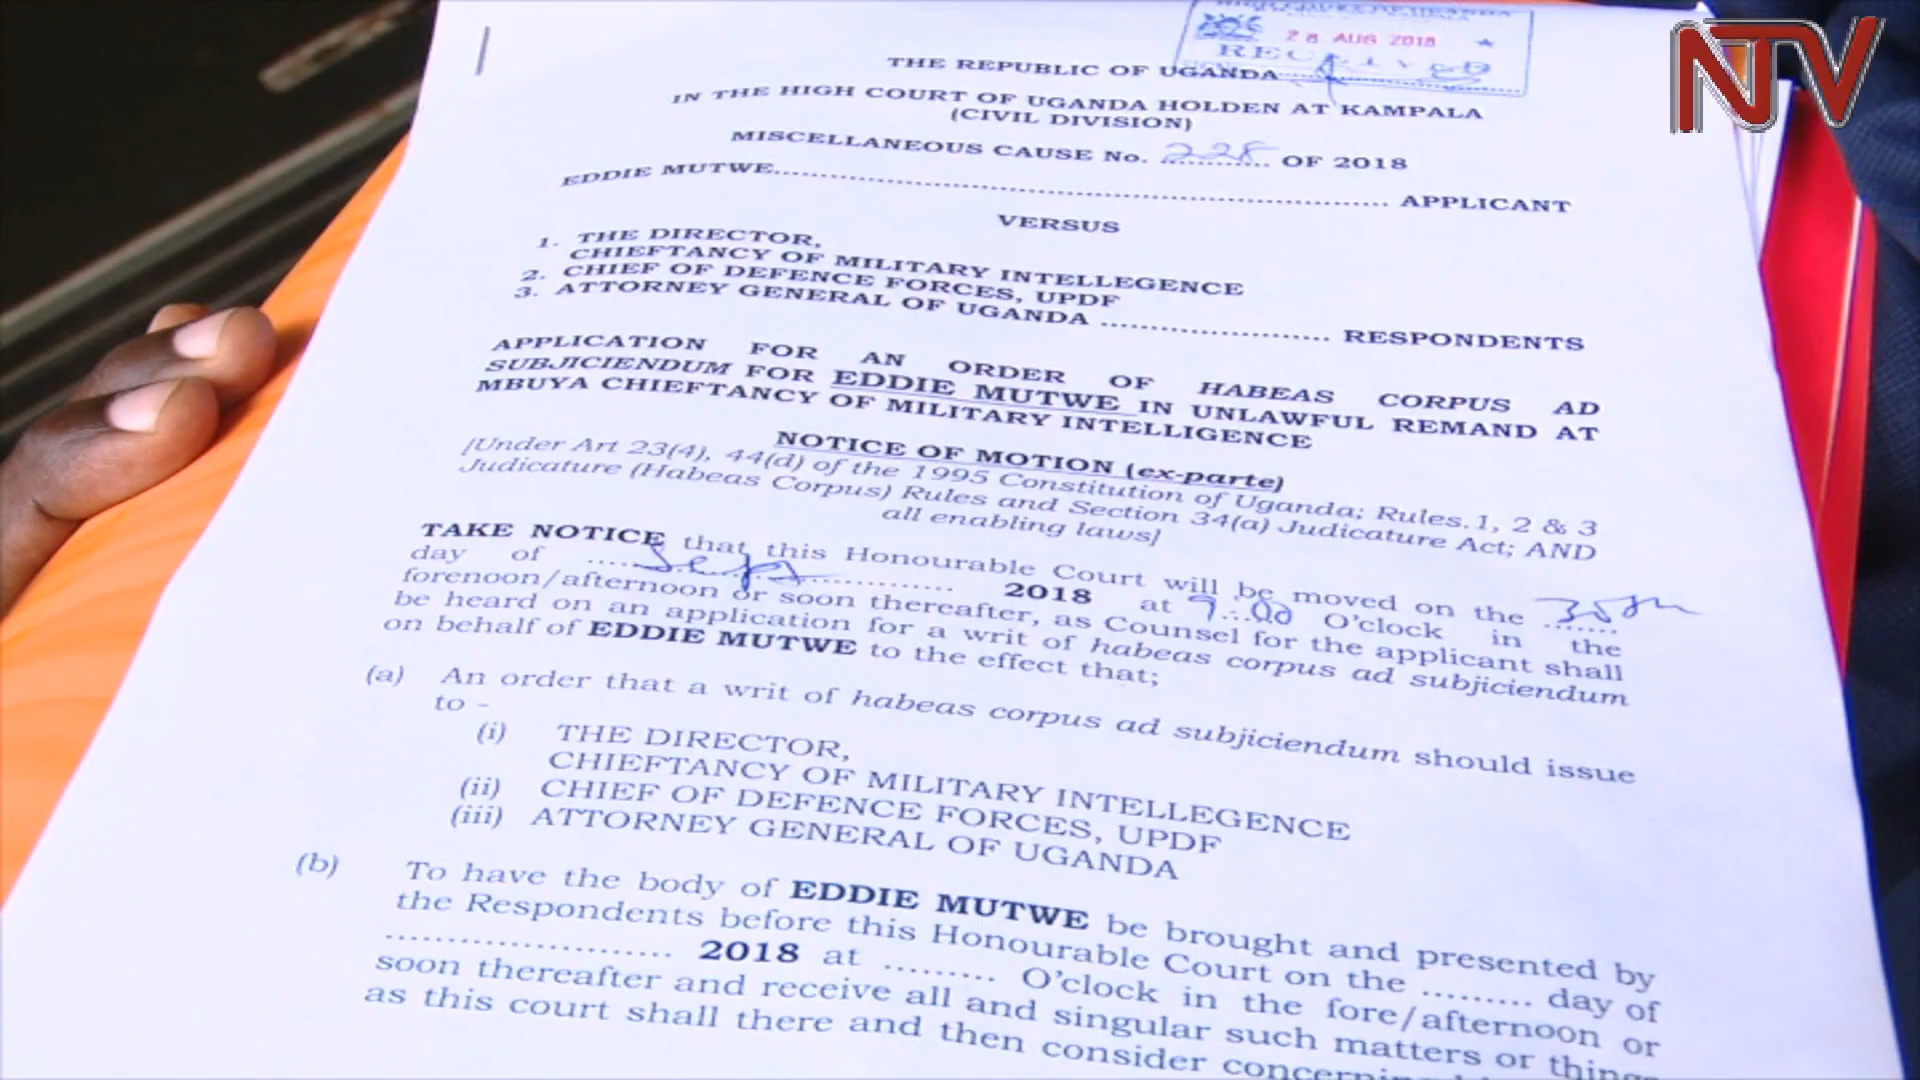 NTV
HIGH COURT OF UGANDA
KAMPALA
28 AUG 2018
RECEIVED
THE REPUBLIC OF UGANDA
IN THE HIGH COURT OF UGANDA HOLDEN AT KAMPALA
(CIVIL DIVISION)
MISCELLANEOUS CAUSE No. ............ OF 2018
EDDIE MUTWE.................................................................... APPLICANT
VERSUS
1. THE DIRECTOR,
CHIEFTANCY OF MILITARY INTELLEGENCE
2. CHIEF OF DEFENCE FORCES, UPDF
3. ATTORNEY GENERAL OF UGANDA ......................... RESPONDENTS
APPLICATION FOR AN ORDER OF HABEAS CORPUS AD
SUBJICIENDUM FOR EDDIE MUTWE IN UNLAWFUL REMAND AT
MBUYA CHIEFTANCY OF MILITARY INTELLIGENCE
NOTICE OF MOTION (ex-parte)
[Under Art 23(4), 44(d) of the 1995 Constitution of Uganda; Rules.1, 2 & 3
Judicature (Habeas Corpus) Rules and Section 34(a) Judicature Act; AND
all enabling laws]
TAKE NOTICE that this Honourable Court will be moved on the 30th
day of ..... Sept ................ 2018 at 9:00 O'clock in the
forenoon/afternoon or soon thereafter, as Counsel for the applicant shall
be heard on an application for a writ of habeas corpus ad subjiciendum
on behalf of EDDIE MUTWE to the effect that;
(a) An order that a writ of habeas corpus ad subjiciendum should issue
to -
(i) THE DIRECTOR,
CHIEFTANCY OF MILITARY INTELLEGENCE
(ii) CHIEF OF DEFENCE FORCES, UPDF
(iii) ATTORNEY GENERAL OF UGANDA
(b) To have the body of EDDIE MUTWE be brought and presented by
the Respondents before this Honourable Court on the ......... day of
....................... 2018 at ......... O'clock in the fore/afternoon or
soon thereafter and receive all and singular such matters or things
as this court shall there and then consider concerning